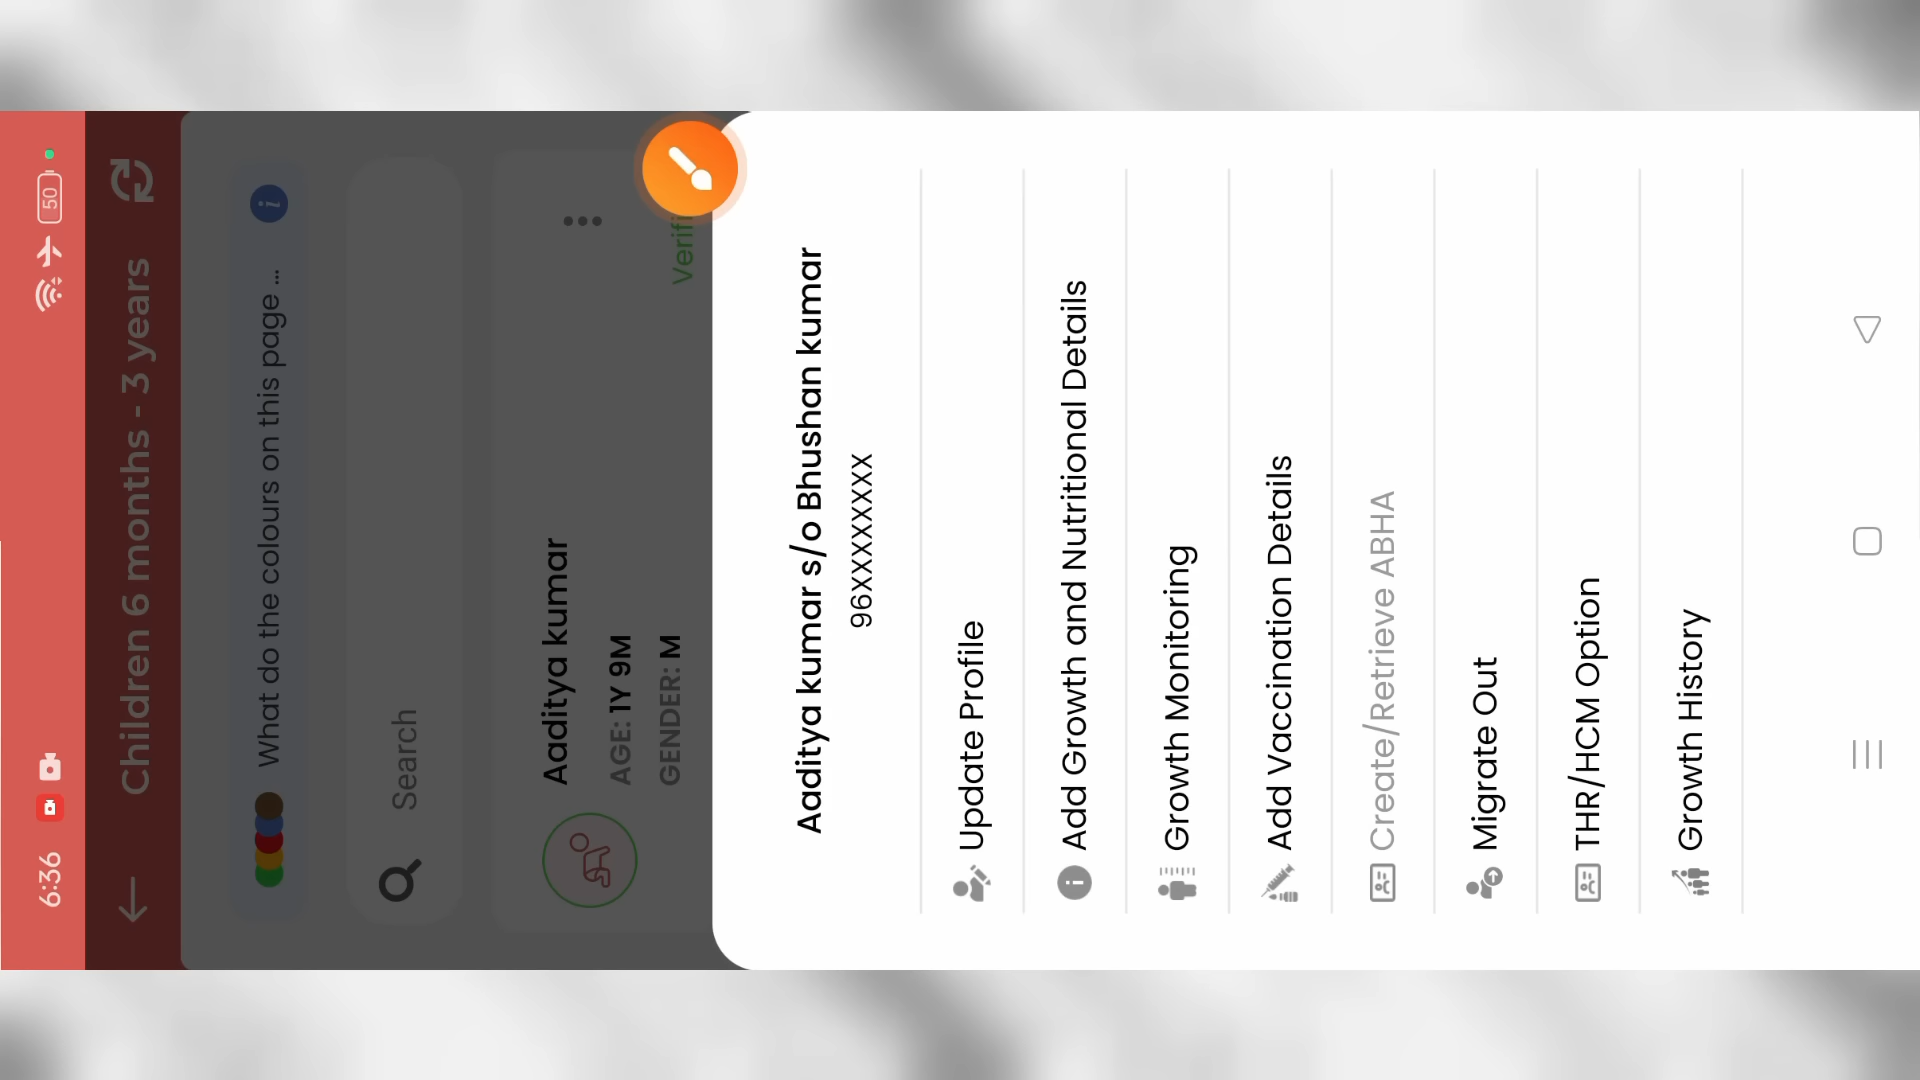 6:36
50
Children 6 months - 3 years
What do the colours on this page ...
i
Search
Aaditya kumar
AGE: 1Y 9M
GENDER: M
Verifi
Aaditya kumar s/o Bhushan kumar
96XXXXXXXX
Update Profile
Add Growth and Nutritional Details
Growth Monitoring
Add Vaccination Details
Create/Retrieve ABHA
Migrate Out
THR/HCM Option
Growth History